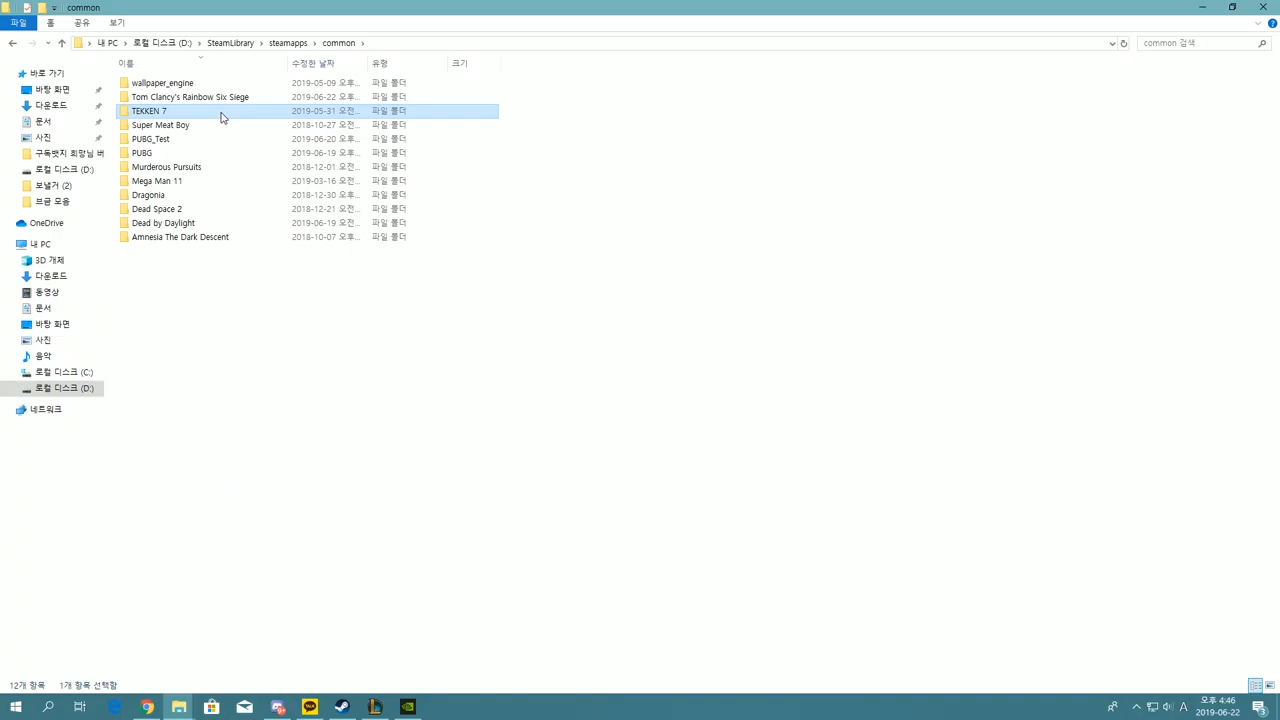 common
파일 홈 공유 보기
내 PC › 로컬 디스크 (D:) › SteamLibrary › steamapps › common ›
common 검색
이름 수정한 날짜 유형 크기
wallpaper_engine 2019-05-09 오후... 파일 폴더
Tom Clancy's Rainbow Six Siege 2019-06-22 오후... 파일 폴더
TEKKEN 7 2019-05-31 오전... 파일 폴더
Super Meat Boy 2018-10-27 오전... 파일 폴더
PUBG_Test 2019-06-20 오후... 파일 폴더
PUBG 2019-06-19 오후... 파일 폴더
Murderous Pursuits 2018-12-01 오전... 파일 폴더
Mega Man 11 2019-03-16 오전... 파일 폴더
Dragonia 2018-12-30 오후... 파일 폴더
Dead Space 2 2018-12-21 오전... 파일 폴더
Dead by Daylight 2019-06-19 오전... 파일 폴더
Amnesia The Dark Descent 2018-10-07 오후... 파일 폴더
바로 가기
바탕 화면
다운로드
문서
사진
구독뱃지 희망님 버
로컬 디스크 (D:)
보낼거 (2)
브금 모음
OneDrive
내 PC
3D 개체
다운로드
동영상
문서
바탕 화면
사진
음악
로컬 디스크 (C:)
로컬 디스크 (D:)
네트워크
12개 항목 1개 항목 선택함
TALK
A
오후 4:46
2019-06-22
3